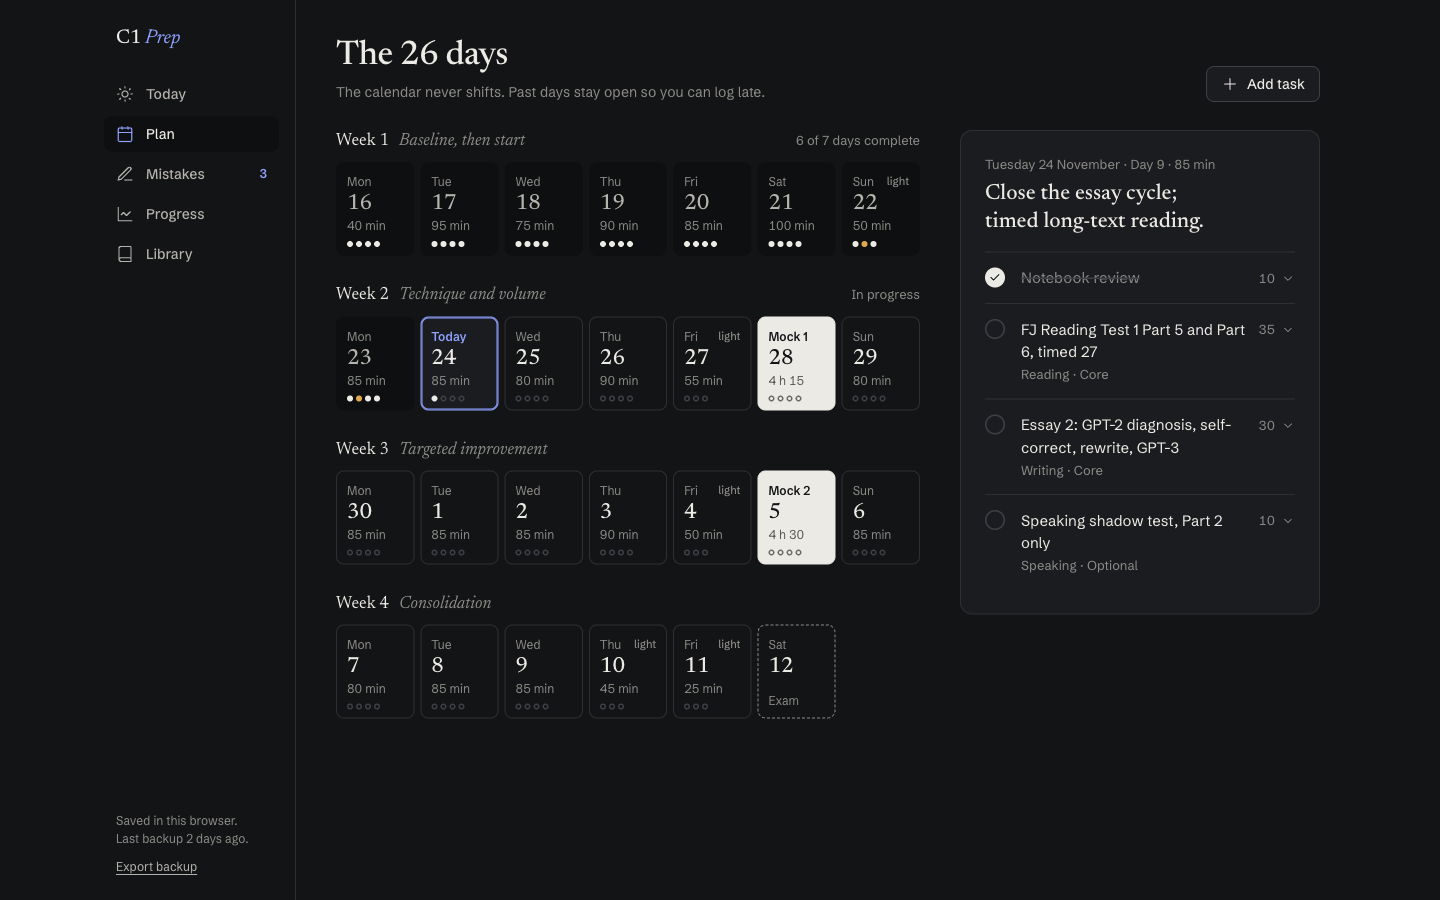 C1 Prep
Today
Plan
Mistakes 3
Progress
Library
Saved in this browser.
Last backup 2 days ago.
Export backup
The 26 days
The calendar never shifts. Past days stay open so you can log late.
Add task
Week 1 Baseline, then start 6 of 7 days complete
Mon Tue Wed Thu Fri Sat Sun light
16 17 18 19 20 21 22
40 min 95 min 75 min 90 min 85 min 100 min 50 min
Week 2 Technique and volume In progress
Mon Today Wed Thu Fri light Mock 1 Sun
23 24 25 26 27 28 29
85 min 85 min 80 min 90 min 55 min 4 h 15 80 min
Week 3 Targeted improvement
Mon Tue Wed Thu Fri light Mock 2 Sun
30 1 2 3 4 5 6
85 min 85 min 85 min 90 min 50 min 4 h 30 85 min
Week 4 Consolidation
Mon Tue Wed Thu light Fri light Sat
7 8 9 10 11 12
80 min 85 min 85 min 45 min 25 min Exam
Tuesday 24 November · Day 9 · 85 min
Close the essay cycle;
timed long-text reading.
Notebook review 10
FJ Reading Test 1 Part 5 and Part 35
6, timed 27
Reading · Core
Essay 2: GPT-2 diagnosis, self- 30
correct, rewrite, GPT-3
Writing · Core
Speaking shadow test, Part 2 10
only
Speaking · Optional